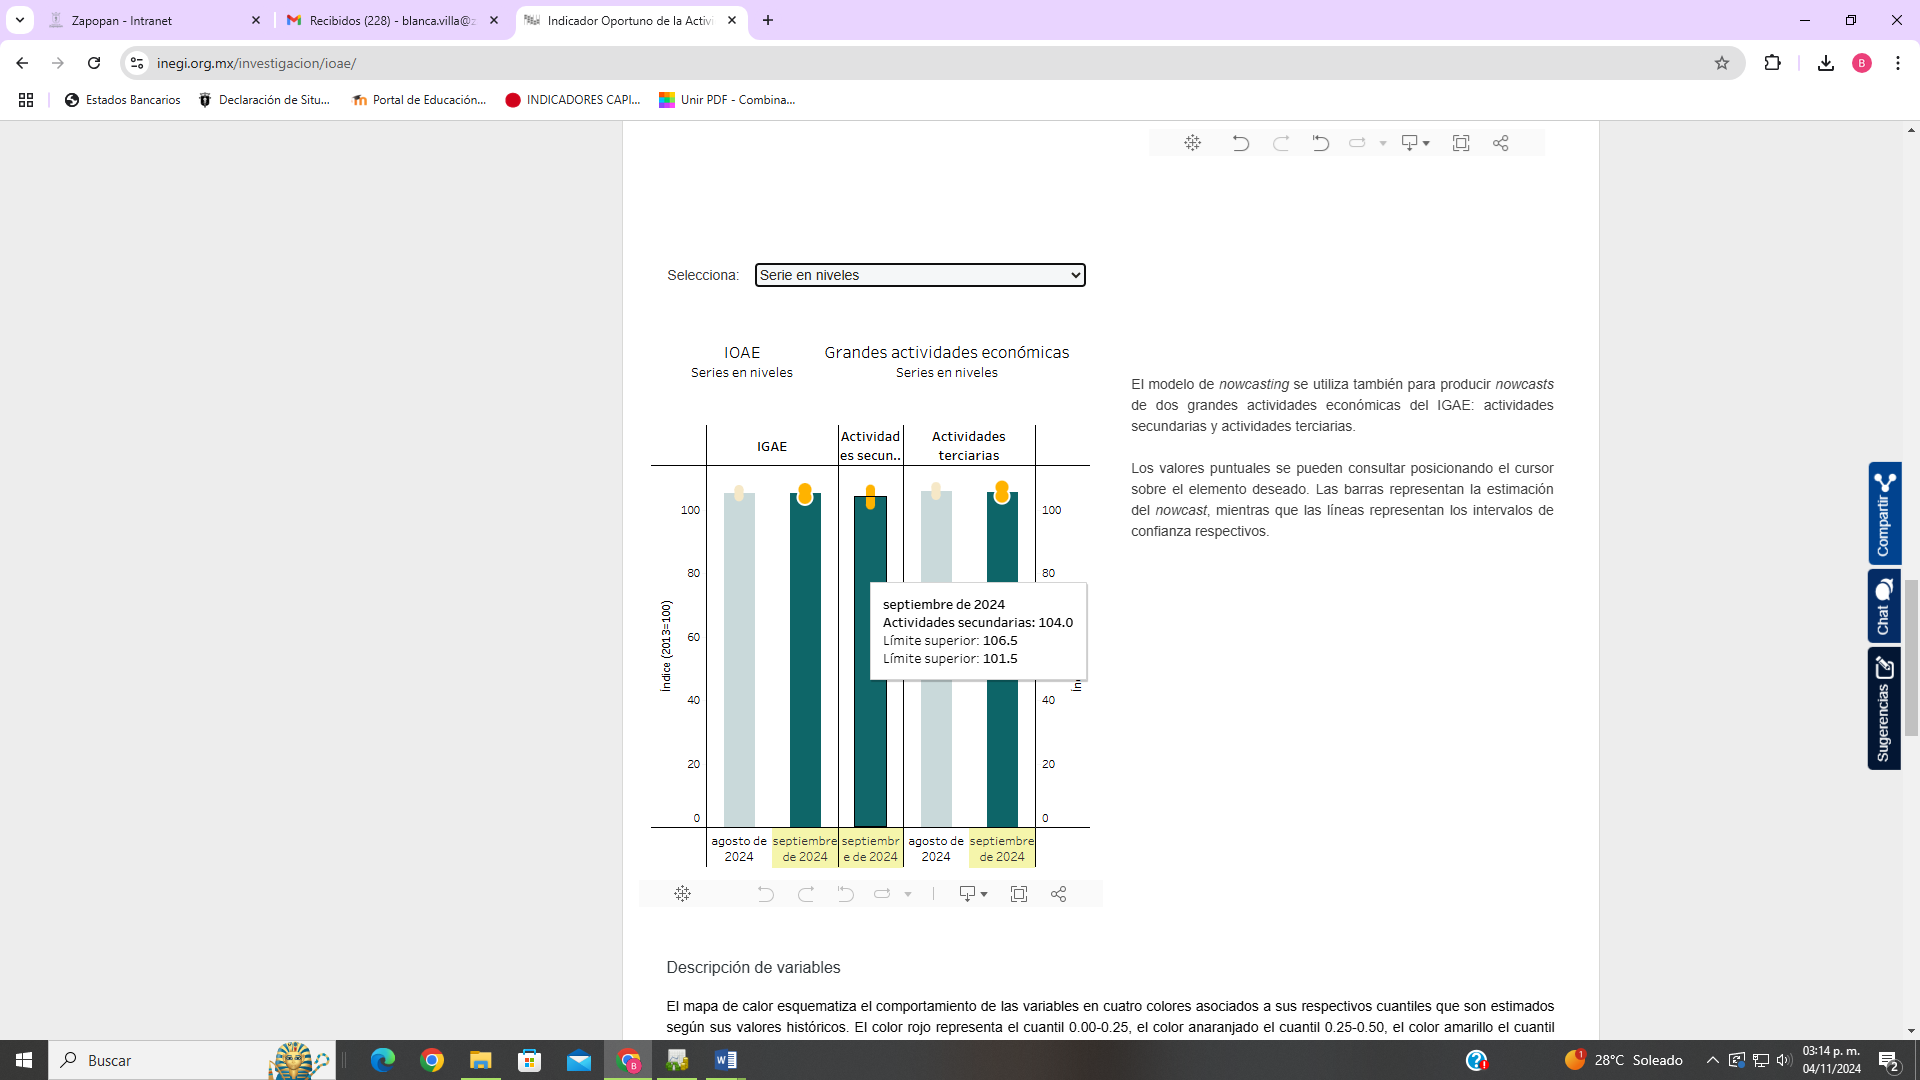 Zapopan - Intranet
Recibidos (228) - blanca.villa@z
Indicador Oportuno de la Activi
inegi.org.mx/investigacion/ioae/
B
Estados Bancarios
Declaración de Situ...
Portal de Educación...
INDICADORES CAPI...
Unir PDF - Combina...
Selecciona:
Serie en niveles
IOAE
Series en niveles
Grandes actividades económicas
Series en niveles
El modelo de nowcasting se utiliza también para producir nowcasts
de dos grandes actividades económicas del IGAE: actividades
secundarias y actividades terciarias.
Los valores puntuales se pueden consultar posicionando el cursor
sobre el elemento deseado. Las barras representan la estimación
del nowcast, mientras que las líneas representan los intervalos de
confianza respectivos.
IGAE
Actividad
es secun..
Actividades
terciarias
100
80
60
40
20
0
Índice (2013=100)
100
80
40
20
0
septiembre de 2024
Actividades secundarias: 104.0
Límite superior: 106.5
Límite superior: 101.5
agosto de
2024
septiembre
de 2024
septiembr
e de 2024
agosto de
2024
septiembre
de 2024
Compartir
Chat
Sugerencias
Descripción de variables
El mapa de calor esquematiza el comportamiento de las variables en cuatro colores asociados a sus respectivos cuantiles que son estimados
según sus valores históricos. El color rojo representa el cuantil 0.00-0.25, el color anaranjado el cuantil 0.25-0.50, el color amarillo el cuantil
Buscar
28°C Soleado
03:14 p. m.
04/11/2024
2